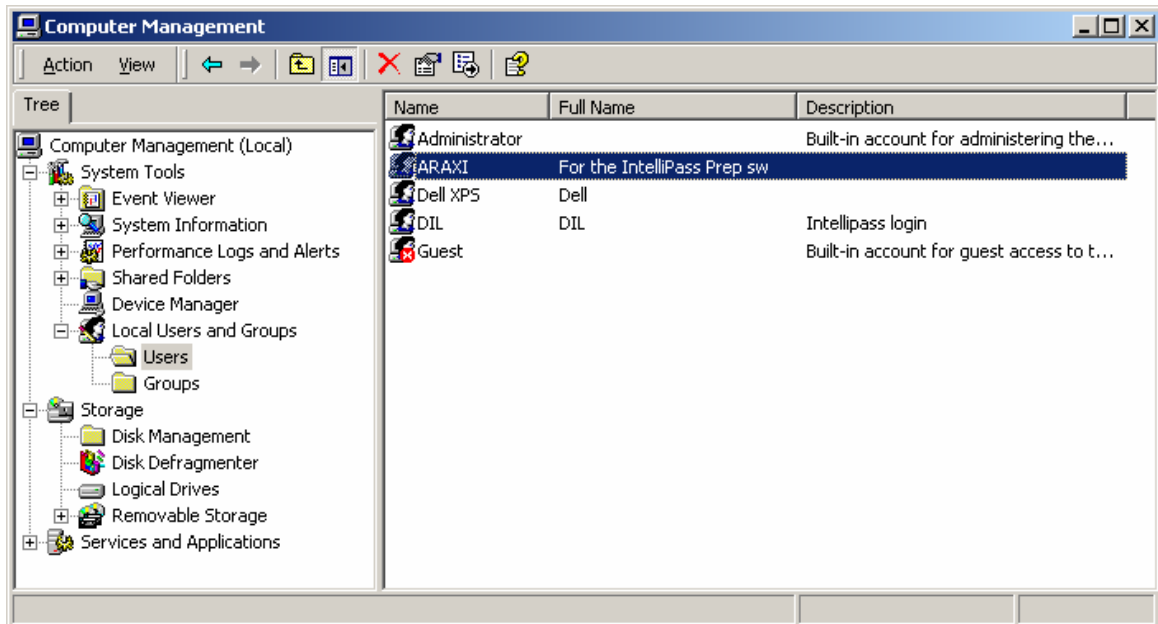 Computer Management
Action View
Tree
Name Full Name Description
Computer Management (Local)
System Tools
Event Viewer
System Information
Performance Logs and Alerts
Shared Folders
Device Manager
Local Users and Groups
Users
Groups
Storage
Disk Management
Disk Defragmenter
Logical Drives
Removable Storage
Services and Applications
Administrator Built-in account for administering the...
ARAXI For the IntelliPass Prep sw
Dell XPS Dell
DIL DIL Intellipass login
Guest Built-in account for guest access to t...